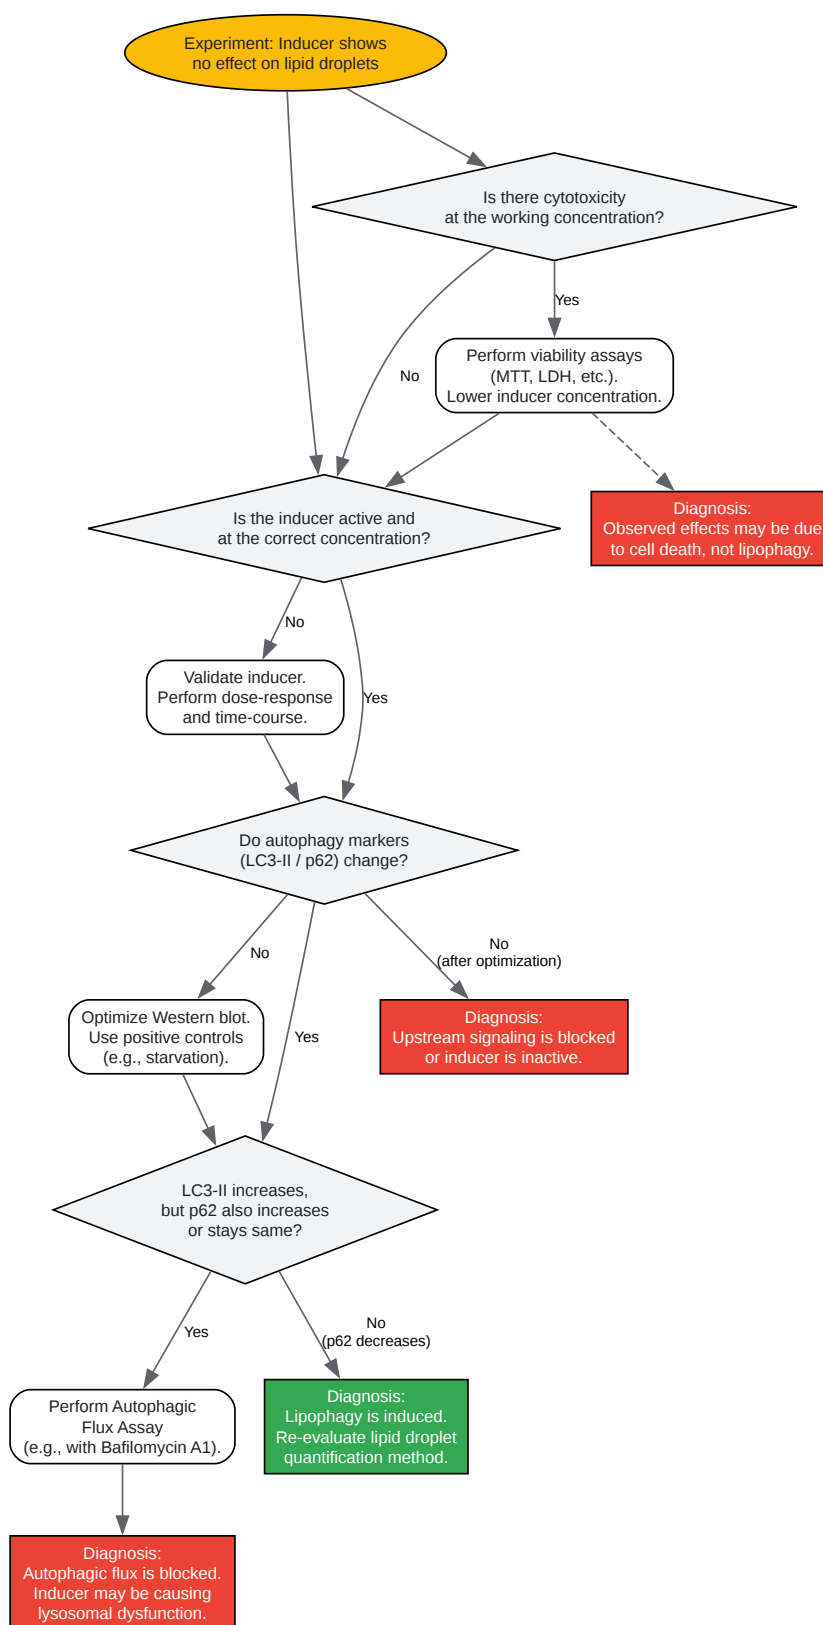 Experiment: Inducer shows
no effect on lipid droplets
Is there cytotoxicity
at the working concentration?
Yes
No
Perform viability assays
(MTT, LDH, etc.).
Lower inducer concentration.
Diagnosis:
Observed effects may be due
to cell death, not lipophagy.
Is the inducer active and
at the correct concentration?
No
Validate inducer.
Perform dose-response
and time-course.
Yes
Do autophagy markers
(LC3-II / p62) change?
No
No
(after optimization)
Optimize Western blot.
Use positive controls
(e.g., starvation).
Yes
Diagnosis:
Upstream signaling is blocked
or inducer is inactive.
LC3-II increases,
but p62 also increases
or stays same?
Yes
No
(p62 decreases)
Perform Autophagic
Flux Assay
(e.g., with Bafilomycin A1).
Diagnosis:
Lipophagy is induced.
Re-evaluate lipid droplet
quantification method.
Diagnosis:
Autophagic flux is blocked.
Inducer may be causing
lysosomal dysfunction.